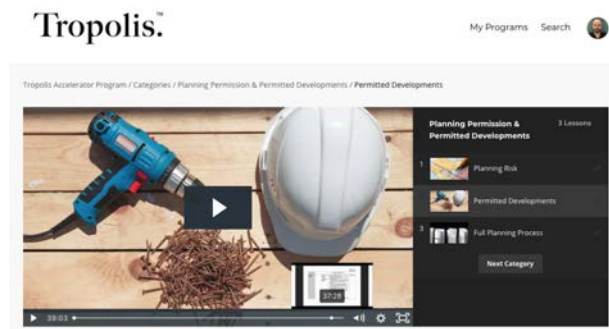 Tropolis.™
My Programs Search
Tropolis Accelerator Program / Categories / Planning Permission & Permitted Developments / Permitted Developments
Planning Permission & Permitted Developments
3 Lessons
1 Planning Risk
Permitted Developments
3 Full Planning Process
Next Category
37:28
39:03